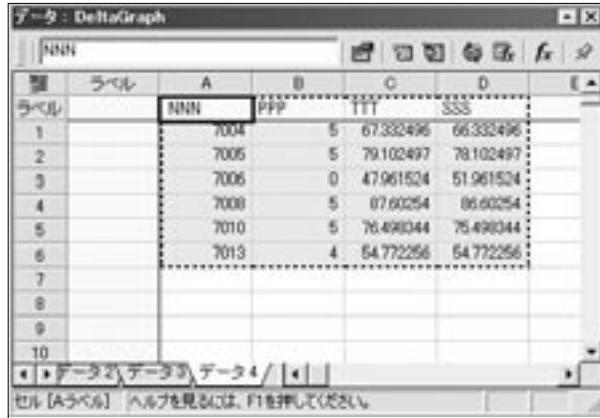 データ : DeltaGraph
NNN
ラベル A B C D E
ラベル NNN PPP TTT SSS
1 7004 5 67.332496 66.332496
2 7005 5 79.102497 78.102497
3 7006 0 47.961524 51.961524
4 7008 5 87.60254 86.60254
5 7010 5 76.498344 75.498344
6 7013 4 54.772256 54.772256
7
8
9
10
データ2 データ3 データ4
セル [Aラベル:6] ヘルプを見るには、F1を押してください。